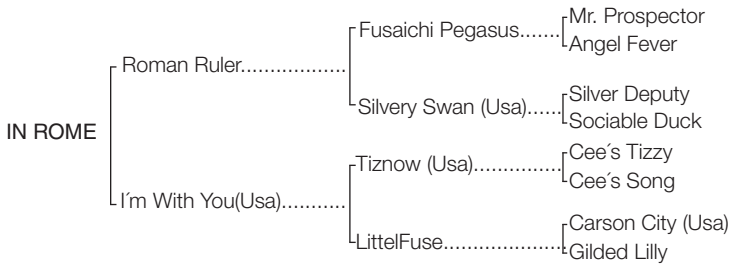 Mr. Prospector
Fusaichi Pegasus.......
Angel Fever
Roman Ruler..................
Silver Deputy
Silvery Swan (Usa)......
Sociable Duck
IN ROME
Cee´s Tizzy
Tiznow (Usa)...............
Cee´s Song
I´m With You(Usa)...........
Carson City (Usa)
LittelFuse.....................
Gilded Lilly